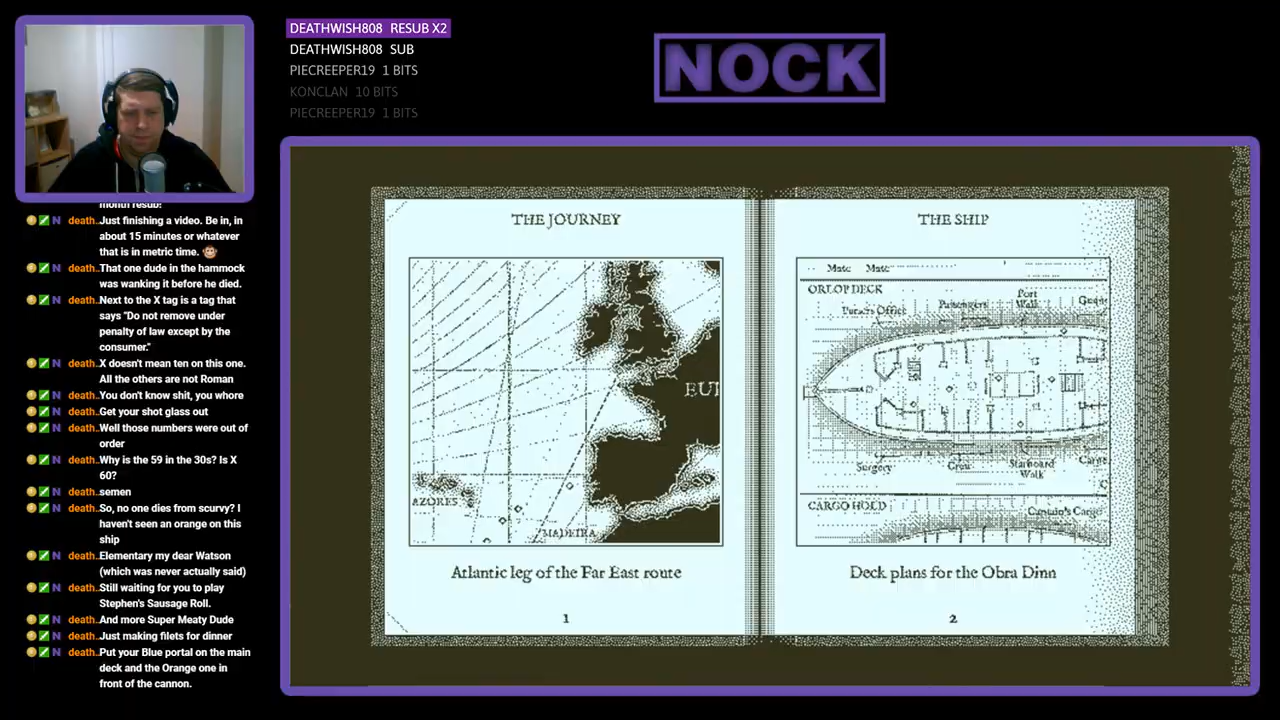 DEATHWISH808 RESUB X2
DEATHWISH808 SUB
PIECREEPER19 1 BITS
KONCLAN 10 BITS
PIECREEPER19 1 BITS
NOCK
month resub!
death..Just finishing a video. Be in, in
about 15 minutes or whatever
that is in metric time.
death..That one dude in the hammock
was wanking it before he died.
death..Next to the X tag is a tag that
says "Do not remove under
penalty of law except by the
consumer."
death..X doesn't mean ten on this one.
All the others are not Roman
death..You don't know shit, you whore
death..Get your shot glass out
death..Well those numbers were out of
order
death..Why is the 59 in the 30s? Is X
60?
death..semen
death..So, no one dies from scurvy? I
haven't seen an orange on this
ship
death..Elementary my dear Watson
(which was never actually said)
death..Still waiting for you to play
Stephen's Sausage Roll.
death..And more Super Meaty Dude
death..Just making filets for dinner
death..Put your Blue portal on the main
deck and the Orange one in
front of the cannon.
THE JOURNEY
EUR
AZORES
MADEIRA
Atlantic leg of the Far East route
1
THE SHIP
Mate Mate
ORLOP DECK
Purser's Office
Passengers
Port
Walk
Surgery
Crew
Starboard
Walk
CARGO HOLD
Captain's Cargo
Deck plans for the Obra Dinn
2